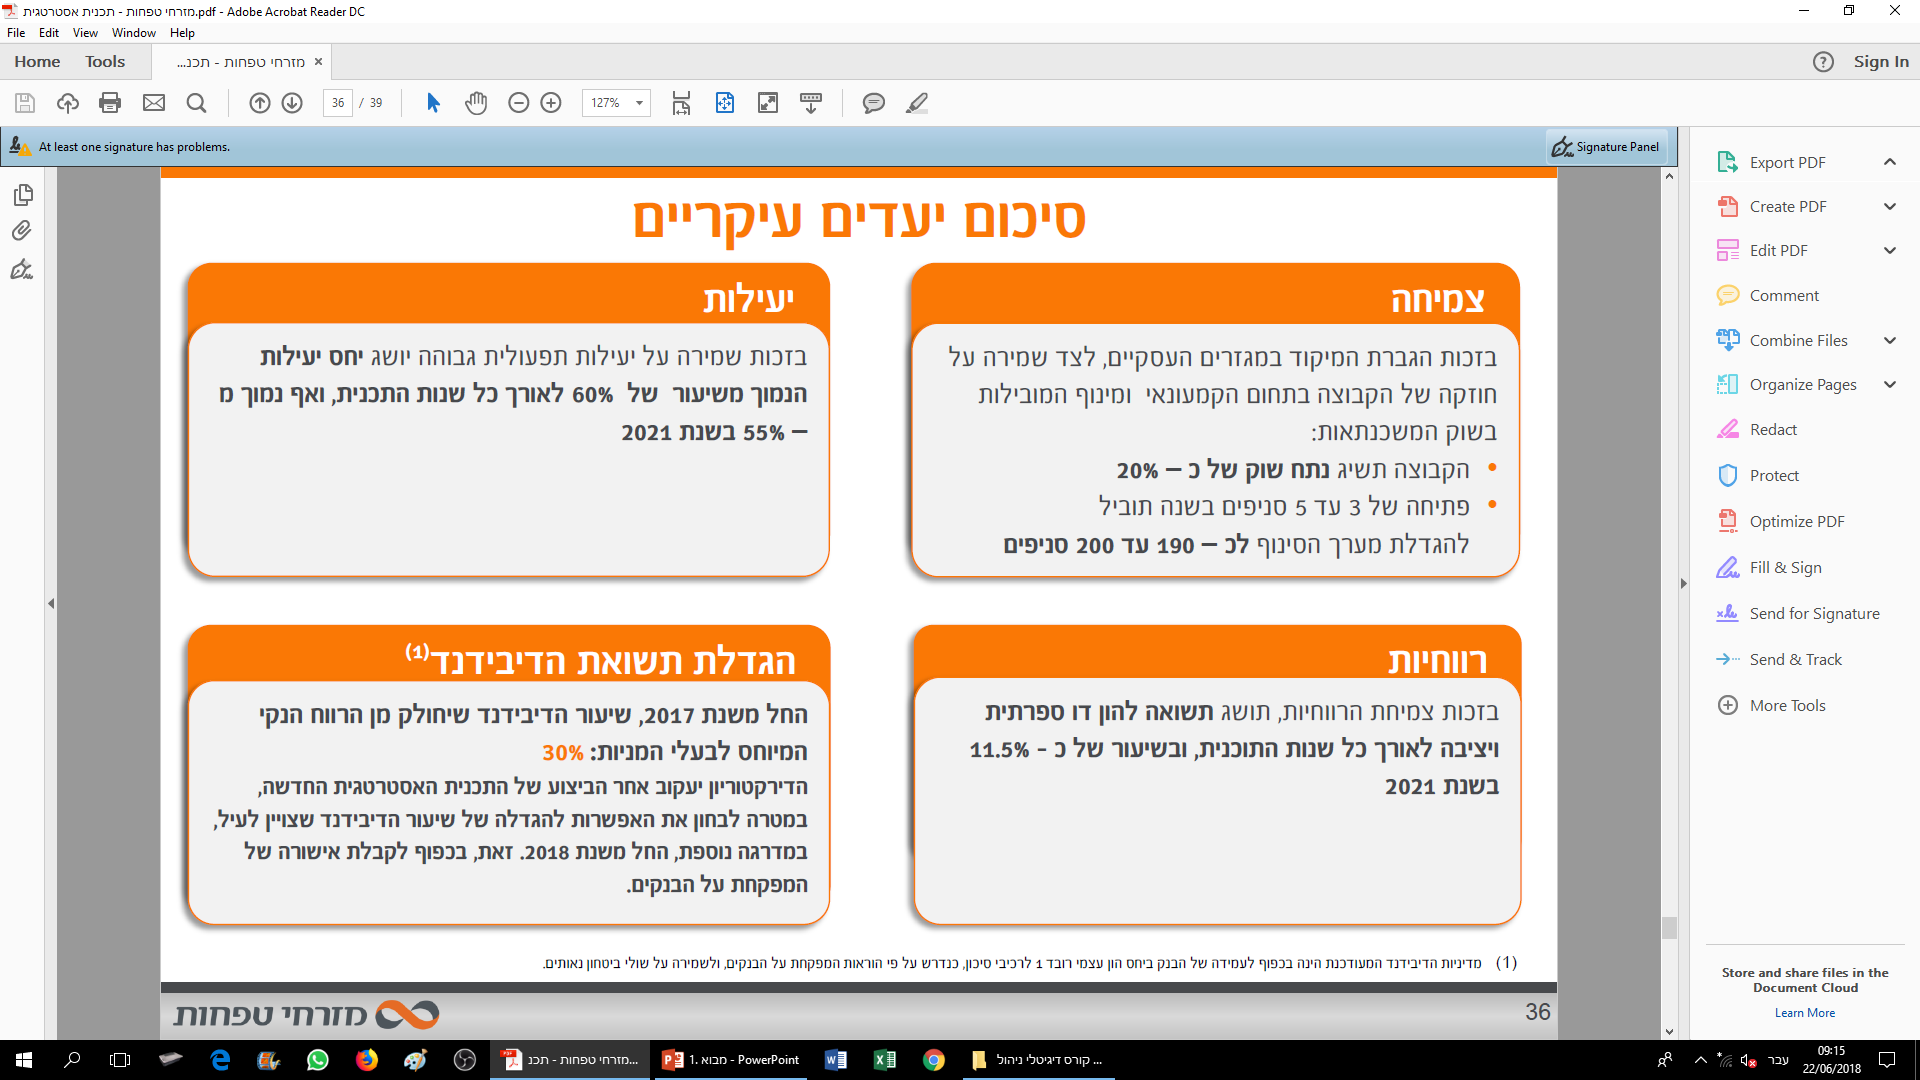 מזרחי טפחות - תכנית אסטרטגית.pdf - Adobe Acrobat Reader DC
File Edit View Window Help
Home Tools מזרחי טפחות - תכנ... × Sign In
36 / 39 127%
At least one signature has problems. Signature Panel
סיכום יעדים עיקריים
צמיחה
בזכות הגברת המיקוד במגזרים העסקיים, לצד שמירה על
חוזקה של הקבוצה בתחום הקמעונאי ומינוף המובילות
בשוק המשכנתאות:
• הקבוצה תשיג נתח שוק של כ – 20%
• פתיחה של 3 עד 5 סניפים בשנה תוביל
להגדלת מערך הסינוף לכ – 190 עד 200 סניפים
יעילות
בזכות שמירה על יעילות תפעולית גבוהה יושג יחס יעילות
הנמוך משיעור של 60% לאורך כל שנות התכנית, ואף נמוך מ
– 55% בשנת 2021
רווחיות
בזכות צמיחת הרווחיות, תושג תשואה להון דו ספרתית
ויציבה לאורך כל שנות התוכנית, ובשיעור של כ - 11.5%
בשנת 2021
הגדלת תשואת הדיבידנד(1)
החל משנת 2017, שיעור הדיבידנד שיחולק מן הרווח הנקי
המיוחס לבעלי המניות: 30%
הדירקטוריון יעקוב אחר הביצוע של התכנית האסטרטגית החדשה,
במטרה לבחון את האפשרות להגדלה של שיעור הדיבידנד שצויין לעיל,
במדרגה נוספת, החל משנת 2018. זאת, בכפוף לקבלת אישורה של
המפקחת על הבנקים.
(1) מדיניות הדיבידנד המעודכנת הינה בכפוף לעמידה של הבנק ביחס הון עצמי רובד 1 לרכיבי סיכון, כנדרש על פי הוראות המפקחת על הבנקים, ולשמירה על שולי ביטחון נאותים.
מזרחי טפחות
36
Export PDF
Create PDF
Edit PDF
Comment
Combine Files
Organize Pages
Redact
Protect
Optimize PDF
Fill & Sign
Send for Signature
Send & Track
More Tools
Store and share files in the
Document Cloud
Learn More
מזרחי טפחות - תכנ...
1. מבוא - PowerPoint
קורס דיגיטלי ניהול ...
עבר
09:15
22/06/2018